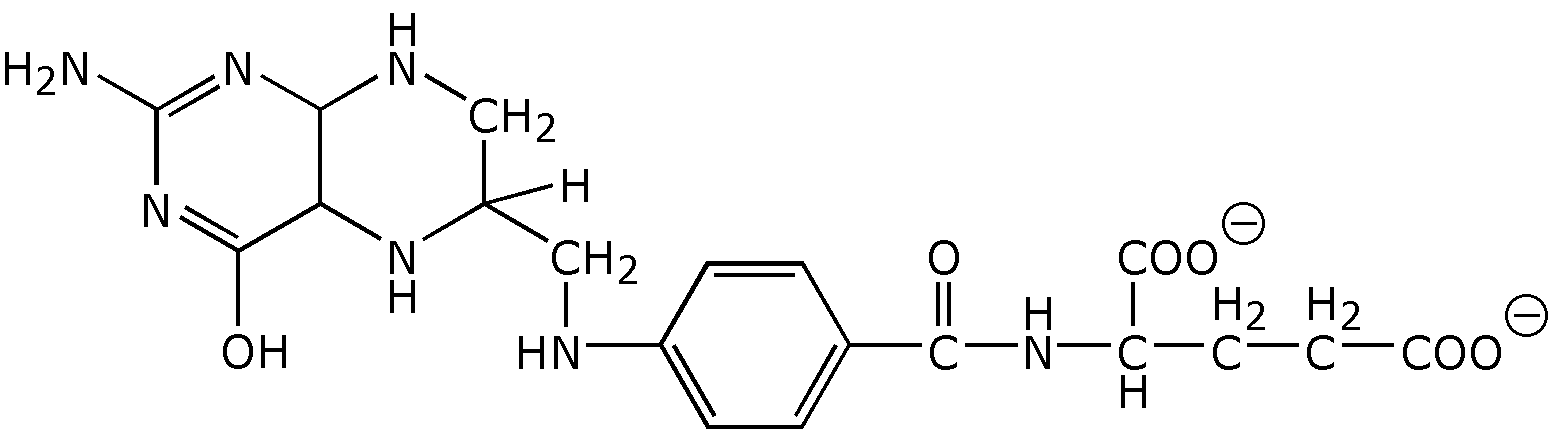 H
H₂N N N
CH₂
H
N
N CH₂ O COO⊖
H H H₂ H₂ ⊖
OH HN C N C C C COO
H